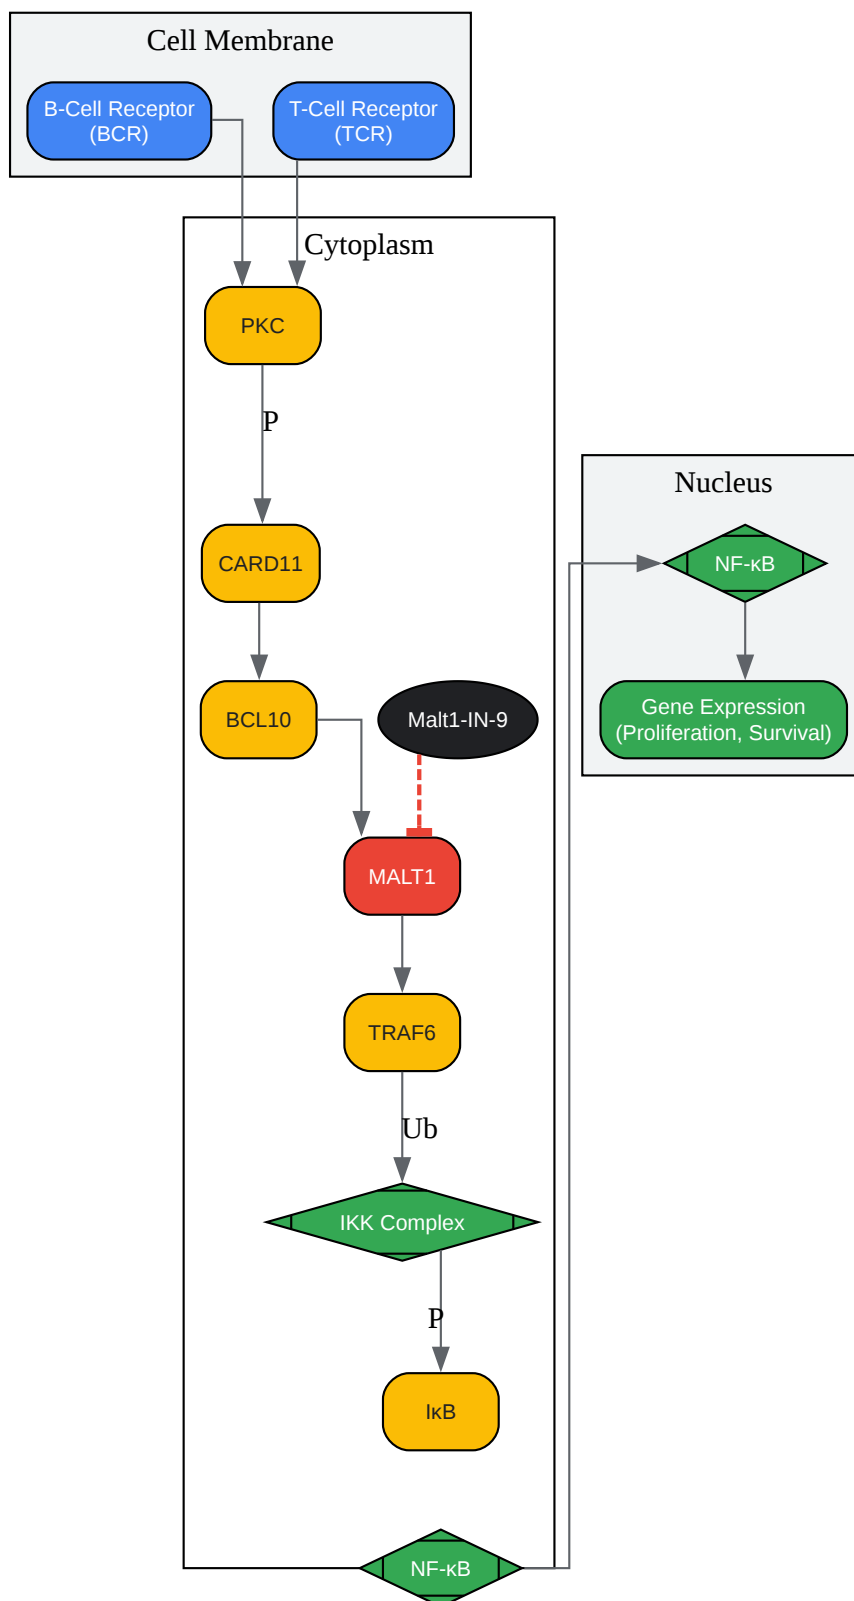 Cell Membrane
B-Cell Receptor
(BCR)
T-Cell Receptor
(TCR)
Cytoplasm
PKC
P
CARD11
BCL10
Malt1-IN-9
MALT1
TRAF6
Ub
IKK Complex
P
IκB
NF-κB
Nucleus
NF-κB
Gene Expression
(Proliferation, Survival)